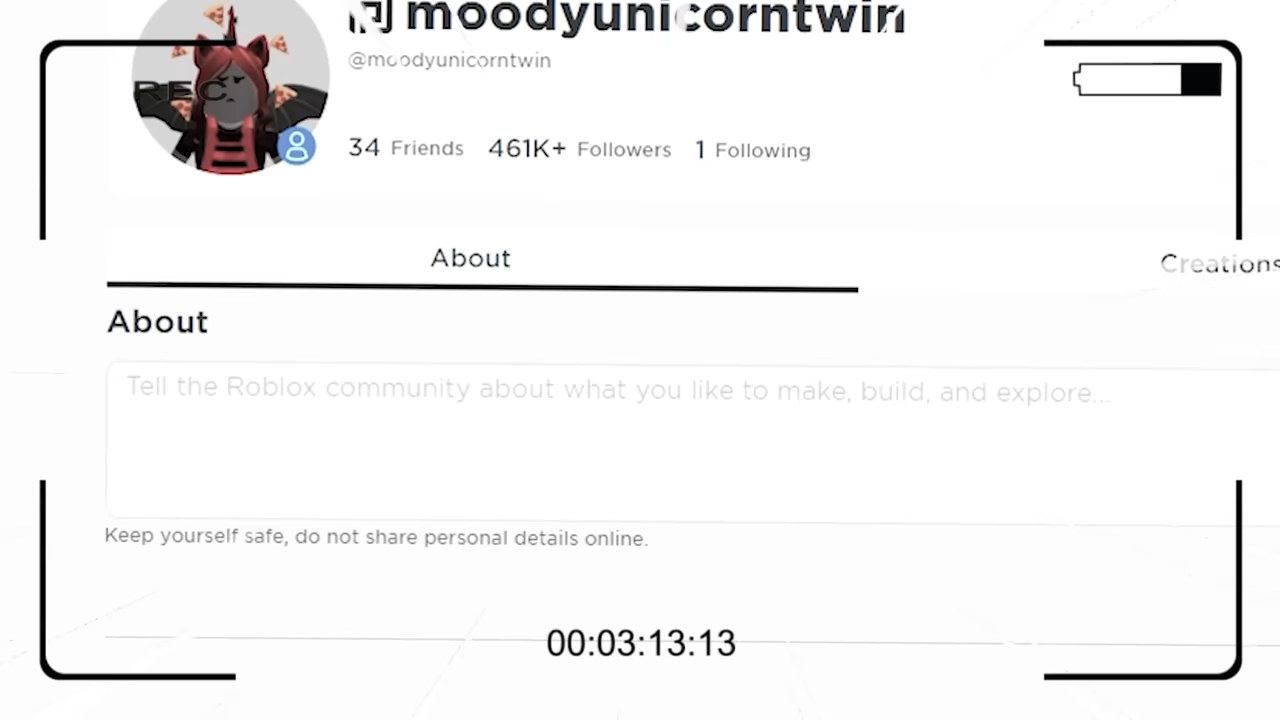 moodyunicorntwin
@moodyunicorntwin
REC
34 Friends 461K+ Followers 1 Following
About Creations
About
Tell the Roblox community about what you like to make, build, and explore...
Keep yourself safe, do not share personal details online.
00:03:13:13